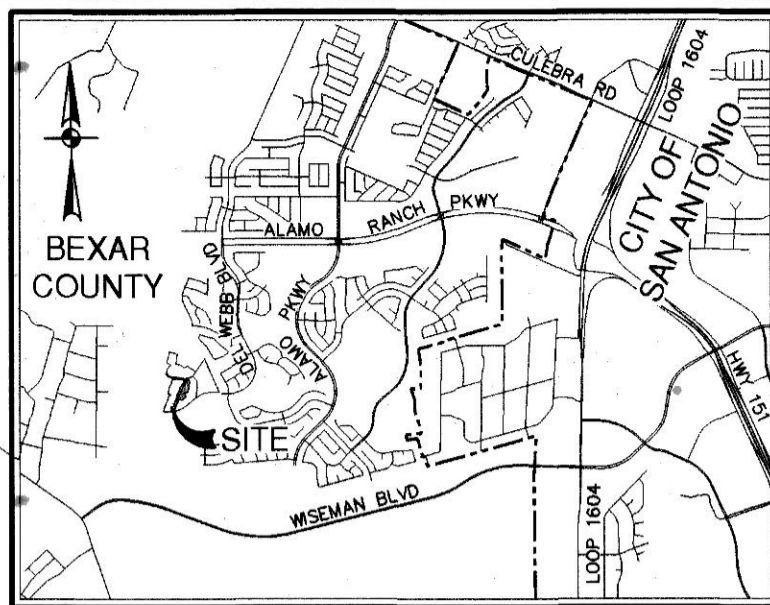 CULEBRA RD
LOOP 1604
CITY OF
SAN ANTONIO
BEXAR
COUNTY
ALAMO RANCH PKWY
DEL WEBB BLVD
ALAMO PKWY
HWY 151
SITE
WISEMAN BLVD
LOOP 1604